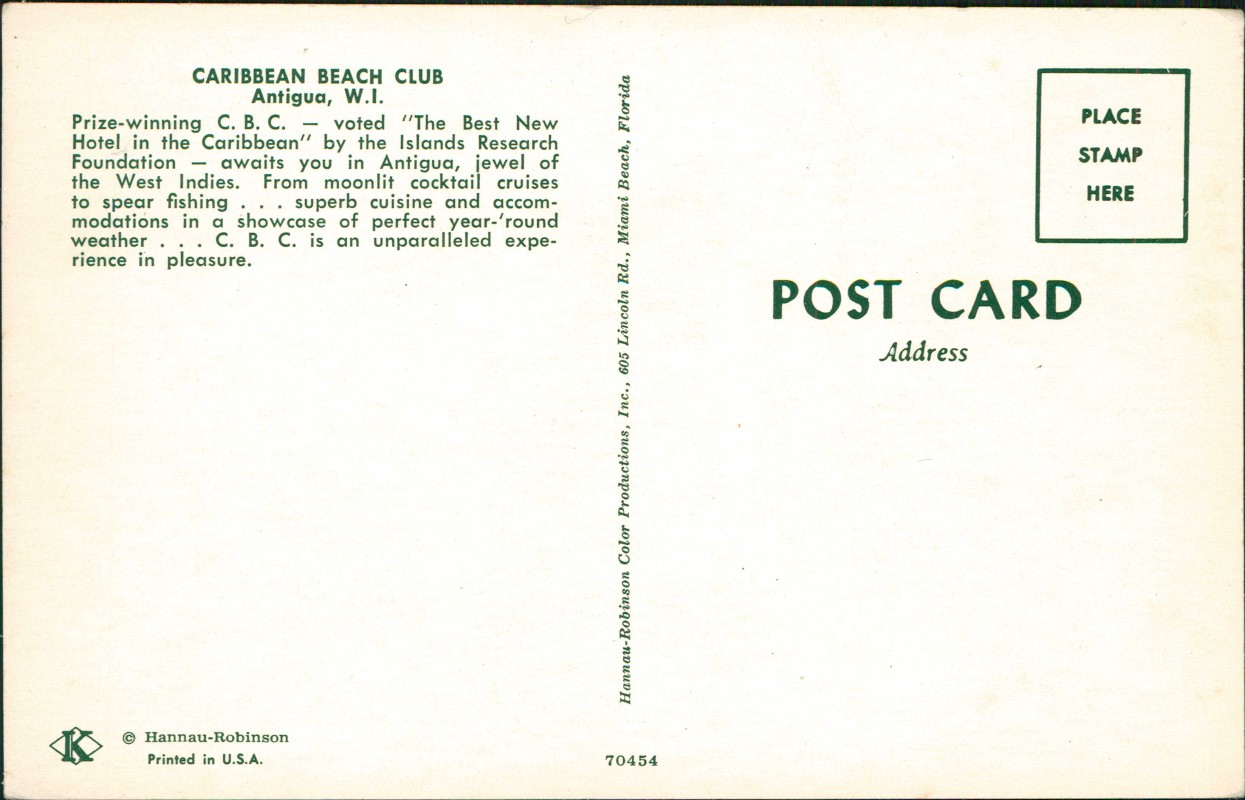 CARIBBEAN BEACH CLUB
Antigua, W.I.
Prize-winning C. B. C. — voted "The Best New
Hotel in the Caribbean" by the Islands Research
Foundation — awaits you in Antigua, jewel of
the West Indies. From moonlit cocktail cruises
to spear fishing . . . superb cuisine and accom-
modations in a showcase of perfect year-'round
weather . . . C. B. C. is an unparalleled expe-
rience in pleasure.
K
© Hannau-Robinson
Printed in U.S.A.
Hannau-Robinson Color Productions, Inc., 605 Lincoln Rd., Miami Beach, Florida
70454
PLACE
STAMP
HERE
POST CARD
Address